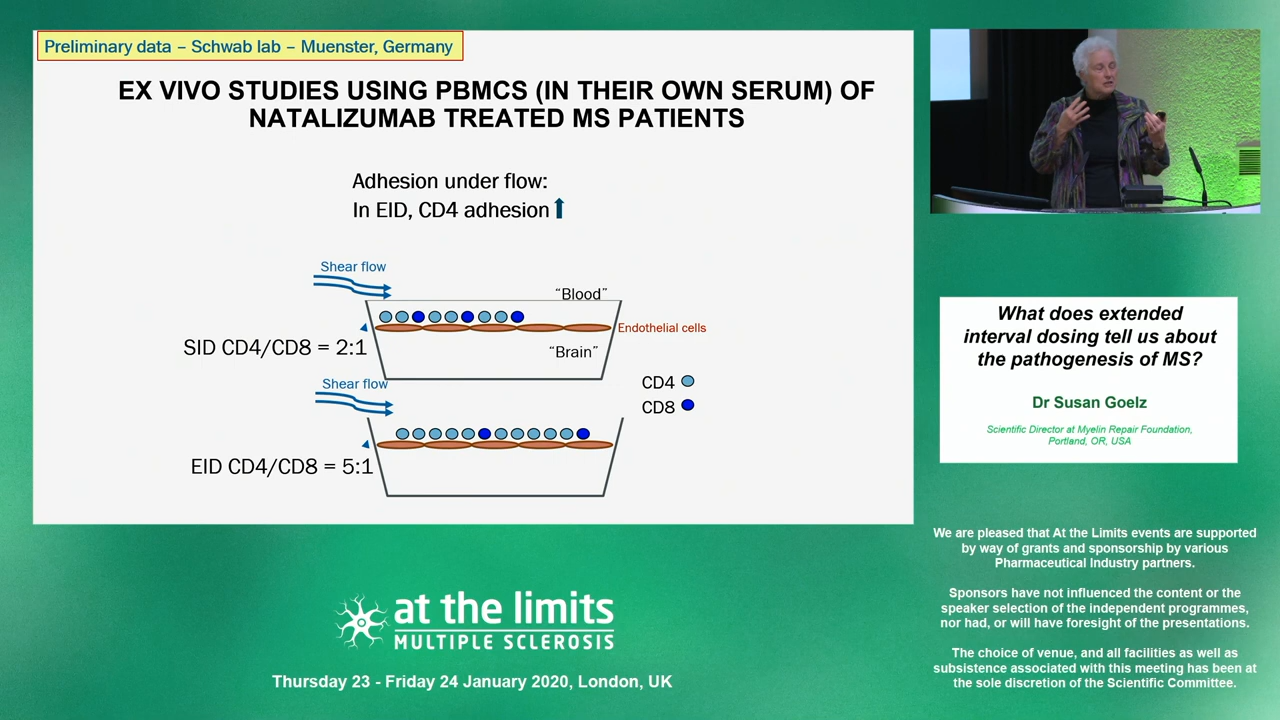 Preliminary data – Schwab lab – Muenster, Germany
EX VIVO STUDIES USING PBMCS (IN THEIR OWN SERUM) OF
NATALIZUMAB TREATED MS PATIENTS
Adhesion under flow:
In EID, CD4 adhesion
Shear flow
"Blood"
Endothelial cells
SID CD4/CD8 = 2:1
"Brain"
Shear flow
CD4
CD8
EID CD4/CD8 = 5:1
What does extended
interval dosing tell us about
the pathogenesis of MS?
Dr Susan Goelz
Scientific Director at Myelin Repair Foundation,
Portland, OR, USA
We are pleased that At the Limits events are supported
by way of grants and sponsorship by various
Pharmaceutical Industry partners.
Sponsors have not influenced the content or the
speaker selection of the independent programmes,
nor had, or will have foresight of the presentations.
The choice of venue, and all facilities as well as
subsistence associated with this meeting has been at
the sole discretion of the Scientific Committee.
at the limits
MULTIPLE SCLEROSIS
Thursday 23 - Friday 24 January 2020, London, UK